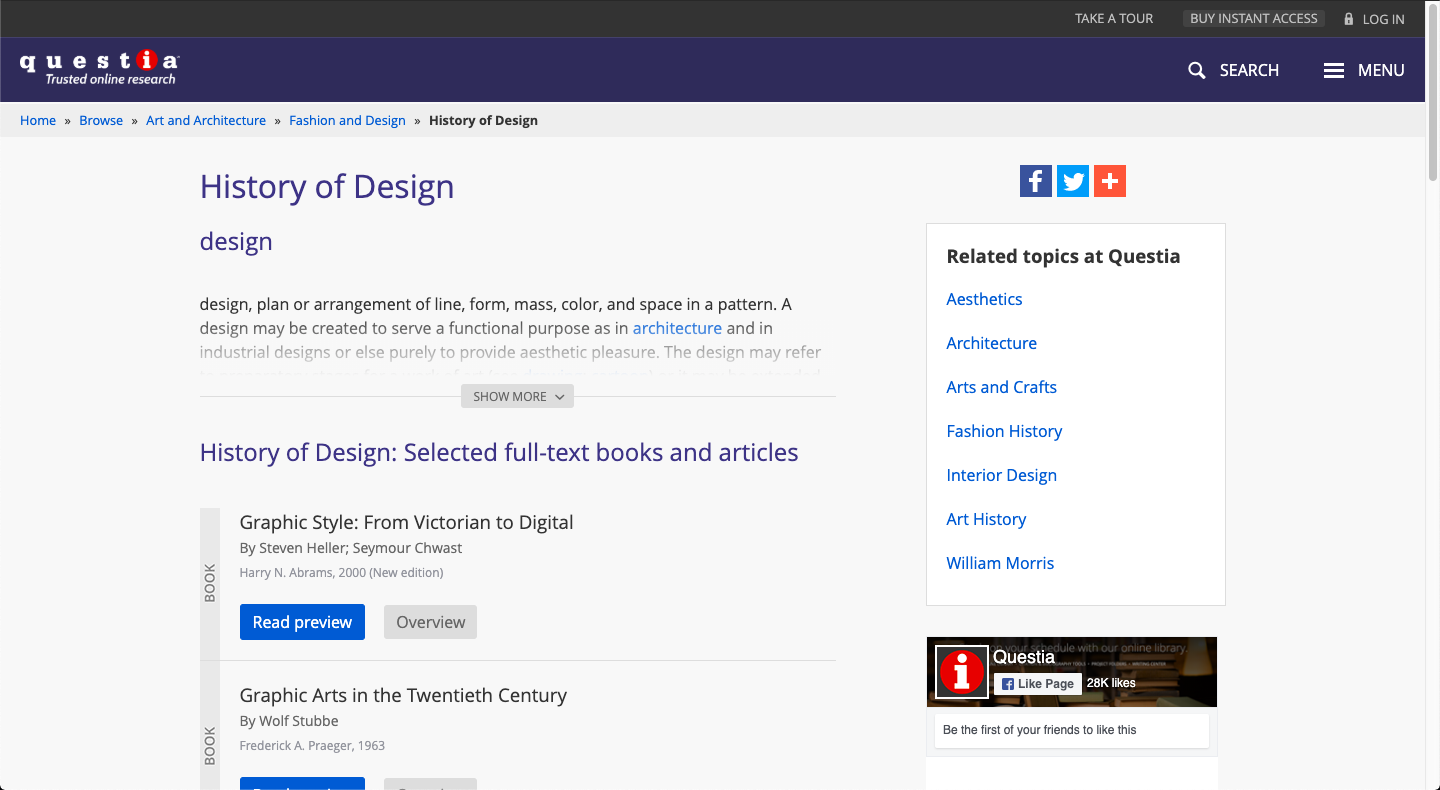 TAKE A TOUR BUY INSTANT ACCESS LOG IN
questia
Trusted online research
SEARCH MENU
Home » Browse » Art and Architecture » Fashion and Design » History of Design
History of Design
design
design, plan or arrangement of line, form, mass, color, and space in a pattern. A
design may be created to serve a functional purpose as in architecture and in
industrial designs or else purely to provide aesthetic pleasure. The design may refer
SHOW MORE
History of Design: Selected full-text books and articles
BOOK
Graphic Style: From Victorian to Digital
By Steven Heller; Seymour Chwast
Harry N. Abrams, 2000 (New edition)
Read preview Overview
BOOK
Graphic Arts in the Twentieth Century
By Wolf Stubbe
Frederick A. Praeger, 1963
Related topics at Questia
Aesthetics
Architecture
Arts and Crafts
Fashion History
Interior Design
Art History
William Morris
your schedule with our online library.
Questia
Like Page 28K likes
Be the first of your friends to like this